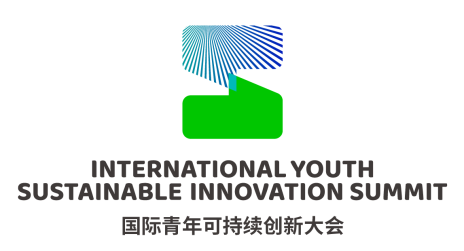 INTERNATIONAL YOUTH
SUSTAINABLE INNOVATION SUMMIT
国际青年可持续创新大会